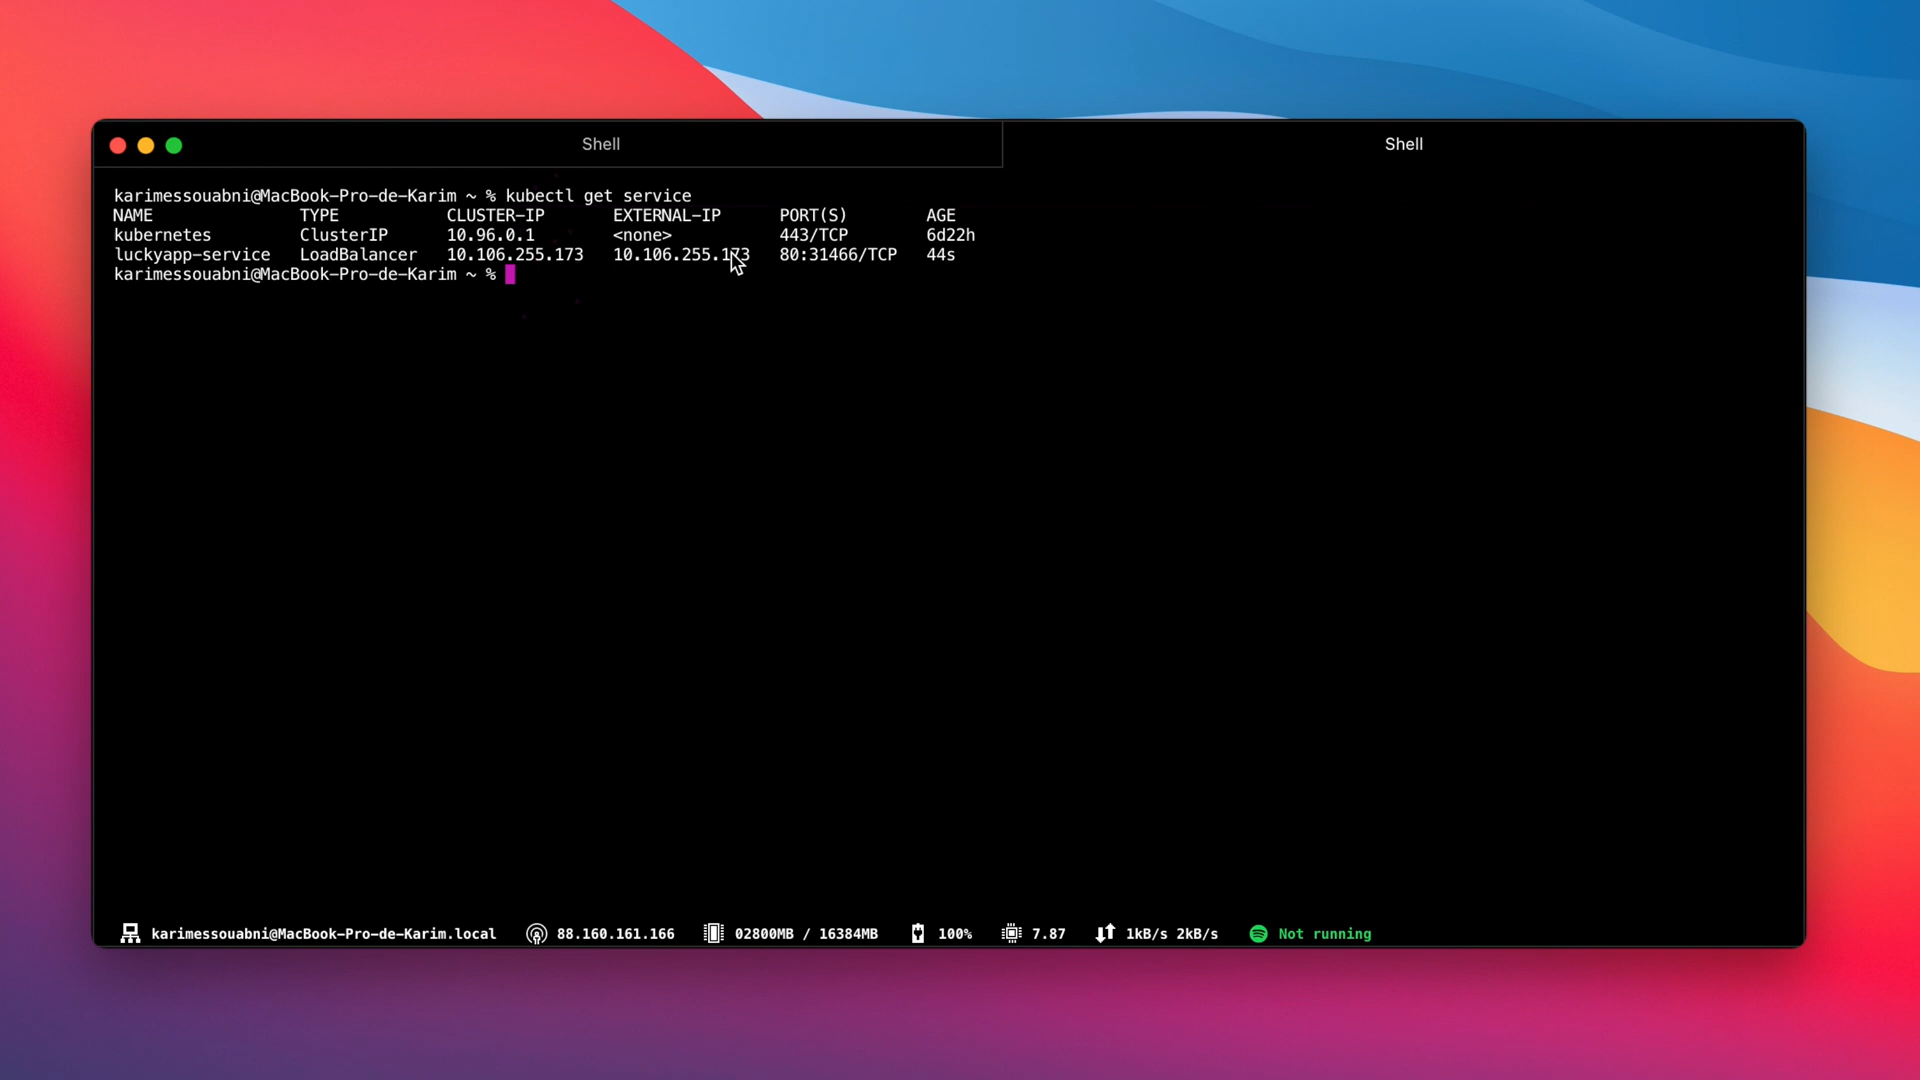 Shell
Shell
karimessouabni@MacBook-Pro-de-Karim ~ % kubectl get service
NAME TYPE CLUSTER-IP EXTERNAL-IP PORT(S) AGE
kubernetes ClusterIP 10.96.0.1 <none> 443/TCP 6d22h
luckyapp-service LoadBalancer 10.106.255.173 10.106.255.173 80:31466/TCP 44s
karimessouabni@MacBook-Pro-de-Karim ~ %
karimessouabni@MacBook-Pro-de-Karim.local 88.160.161.166 02800MB / 16384MB 100% 7.87 1kB/s 2kB/s Not running